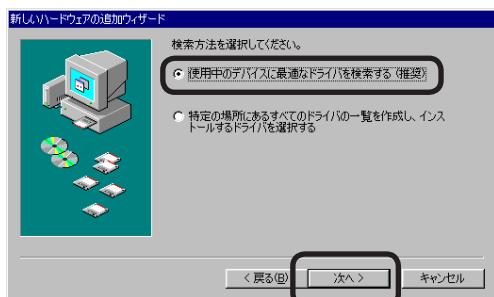 新しいハードウェアの追加ウィザード
検索方法を選択してください。
使用中のデバイスに最適なドライバを検索する（推奨）
特定の場所にあるすべてのドライバの一覧を作成し、インス
トールするドライバを選択する
< 戻る(B)
次へ >
キャンセル